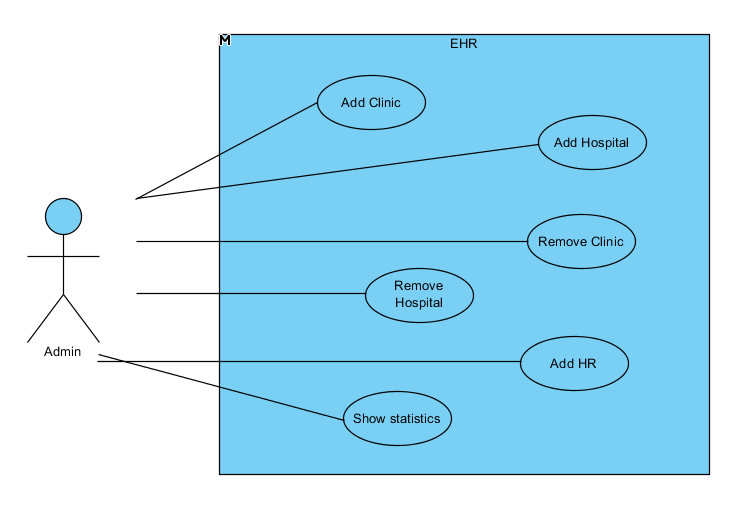 M
EHR
Add Clinic
Add Hospital
Remove Clinic
Remove
Hospital
Admin
Add HR
Show statistics